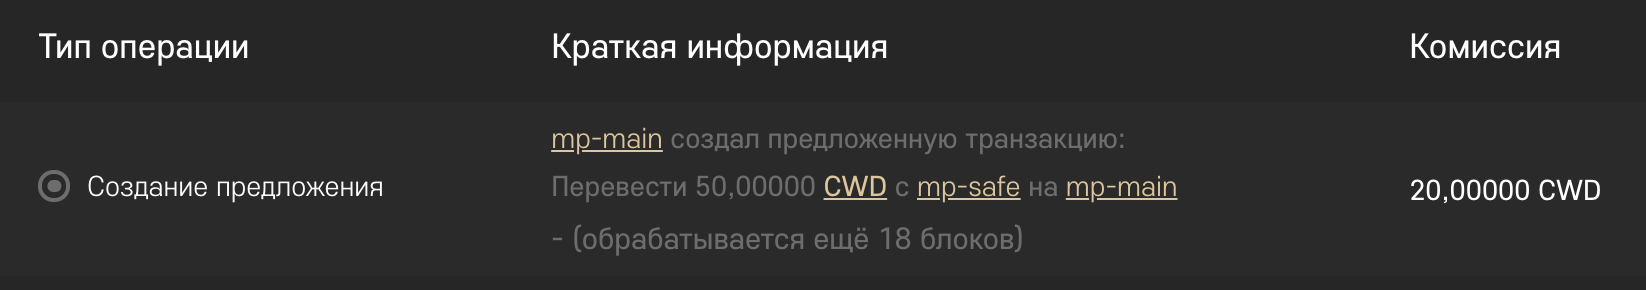 Тип операции
Краткая информация
Комиссия
Создание предложения
mp-main создал предложенную транзакцию:
Перевести 50,00000 CWD с mp-safe на mp-main
- (обрабатывается ещё 18 блоков)
20,00000 CWD